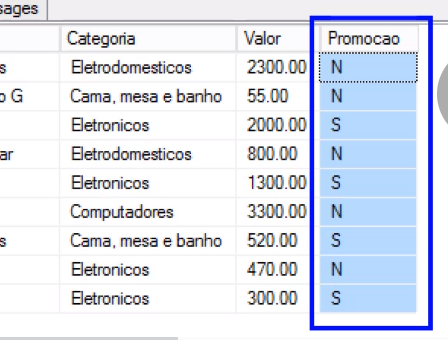 sages
Categoria Valor Promocao
s Eletrodomesticos 2300.00 N
o G Cama, mesa e banho 55.00 N
Eletronicos 2000.00 S
ar Eletrodomesticos 800.00 N
Eletronicos 1300.00 S
Computadores 3300.00 N
s Cama, mesa e banho 520.00 S
Eletronicos 470.00 N
Eletronicos 300.00 S